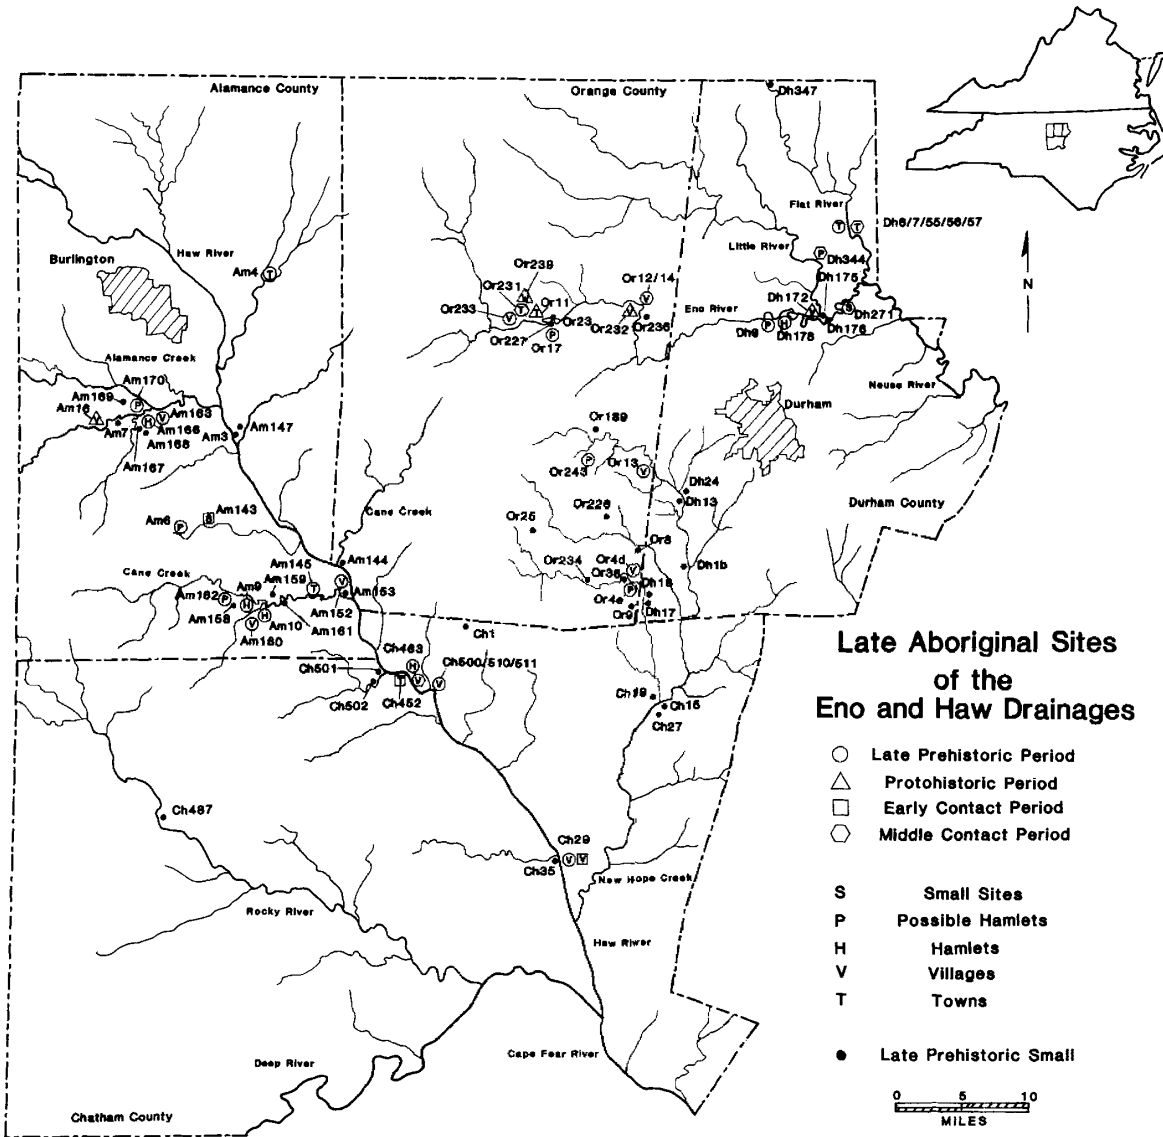 Alamance County
Orange County
Dh347
Flat River
Dh6/7/55/56/57
Little River
Dh344
Dh175
Burlington
Haw River
Am4
Or239
Or231
Or11
Or12/14
Or233
Or23
Or232
Or236
Or227
Or17
Eno River
Dh172
Dh271
Dh176
Dh9
Dh178
N
Alamance Creek
Am170
Am169
Am16
Am163
Am166
Am7
Am168
Am167
Am3
Am147
Neuse River
Durham
Or189
Or243
Or13
Dh24
Dh13
Durham County
Am143
Am6
Cane Creek
Or226
Or25
Or8
Am145
Am144
Or234
Or4d
Dh1b
Cane Creek
Am9
Am159
Or36
Dh18
Am162
Am153
Am158
Am10
Am152
Or4e
Or9
Dh17
Am180
Am161
Ch1
Ch463
Ch500/510/511
Ch501
Ch502
Ch452
Ch19
Ch15
Ch27
Late Aboriginal Sites
of the
Eno and Haw Drainages
Late Prehistoric Period
Protohistoric Period
Early Contact Period
Middle Contact Period
Ch487
Ch29
Ch35
New Hope Creek
Rocky River
Haw River
S Small Sites
P Possible Hamlets
H Hamlets
V Villages
T Towns
Deep River
Cape Fear River
Late Prehistoric Small
0 5 10
MILES
Chatham County